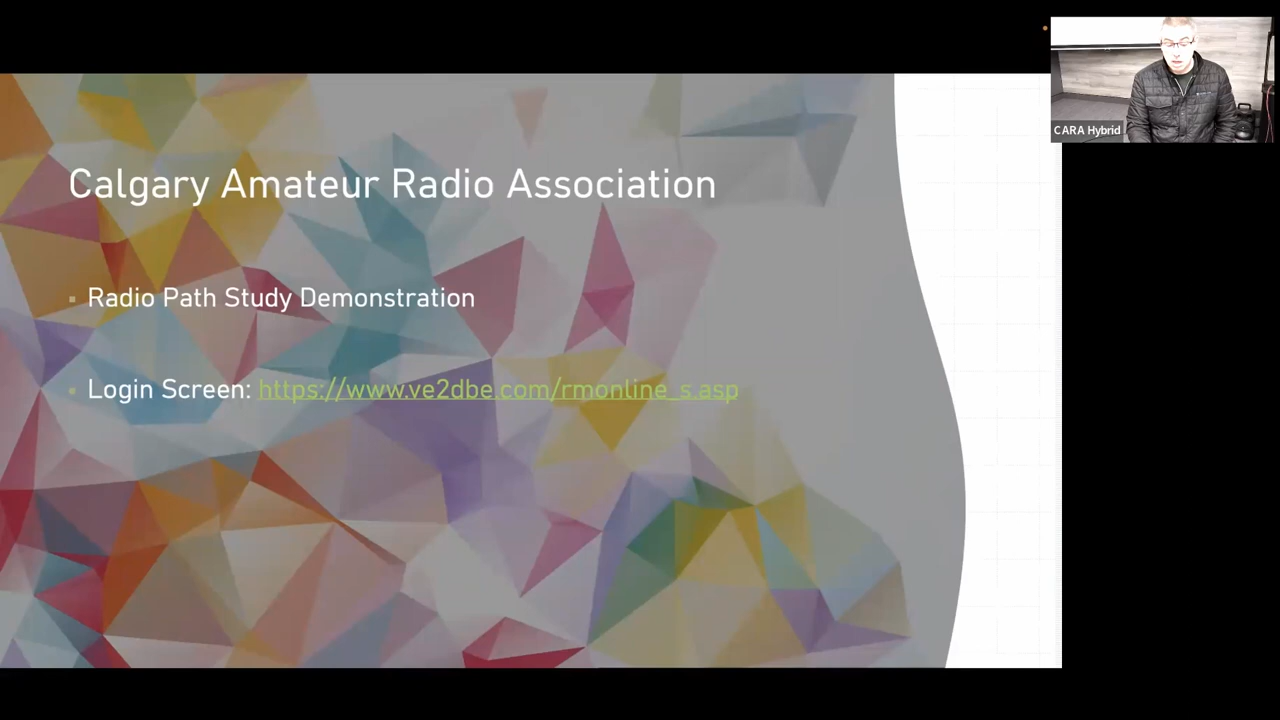 CARA Hybrid
Calgary Amateur Radio Association
Radio Path Study Demonstration
Login Screen: https://www.ve2dbe.com/rmonline_s.asp